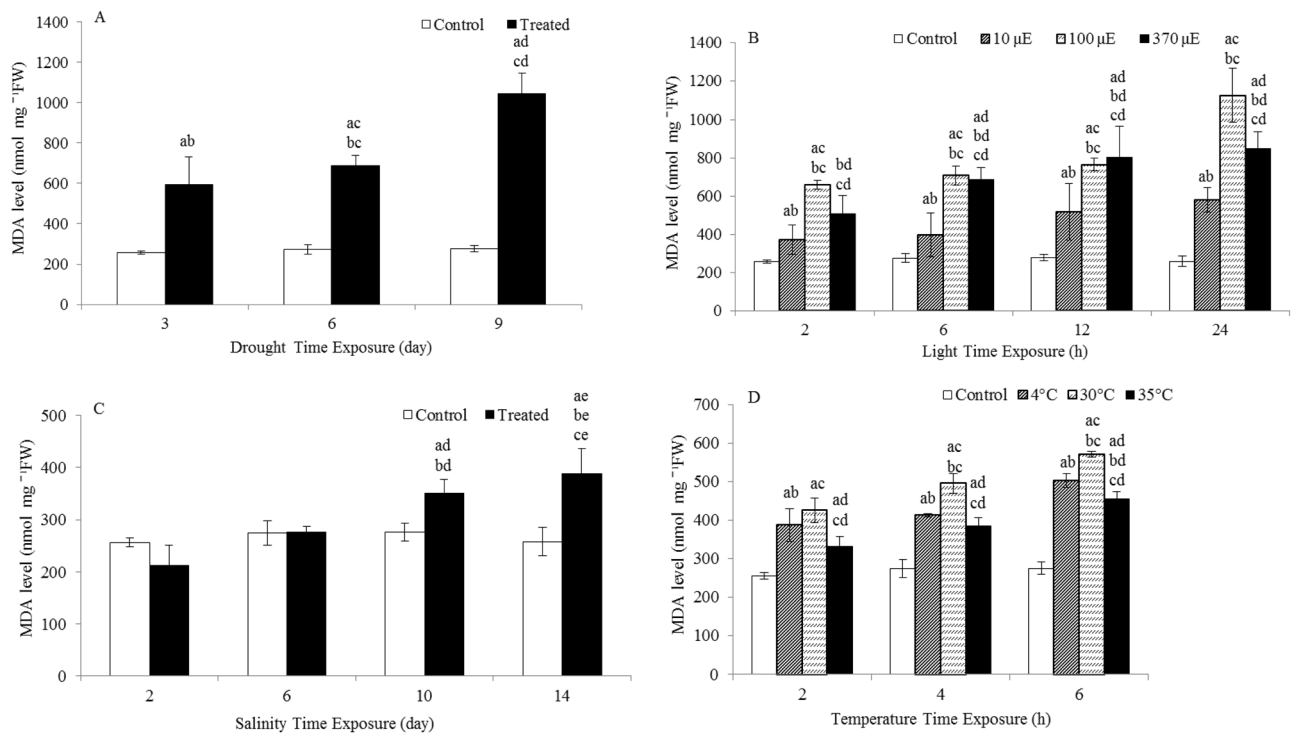 A
Control Treated
MDA level (nmol mg⁻¹FW)
1400
1200
1000
800
600
400
200
0
ab
ac
bc
ad
cd
3 6 9
Drought Time Exposure (day)
B
Control 10 µE 100 µE 370 µE
MDA level (nmol mg⁻¹FW)
1400
1200
1000
800
600
400
200
0
ab
ac
bc
bd
cd
ab
ac
bc
ad
bd
cd
ab
ac
bc
ad
bd
cd
ab
ac
bc
ad
bd
cd
2 6 12 24
Light Time Exposure (h)
C
Control Treated
MDA level (nmol mg⁻¹FW)
500
400
300
200
100
0
ad
bd
ae
be
ce
2 6 10 14
Salinity Time Exposure (day)
D
Control 4°C 30°C 35°C
MDA level (nmol mg⁻¹FW)
700
600
500
400
300
200
100
0
ab
ac
ad
cd
ab
ac
bc
ad
cd
ab
ac
bc
ad
bd
cd
2 4 6
Temperature Time Exposure (h)